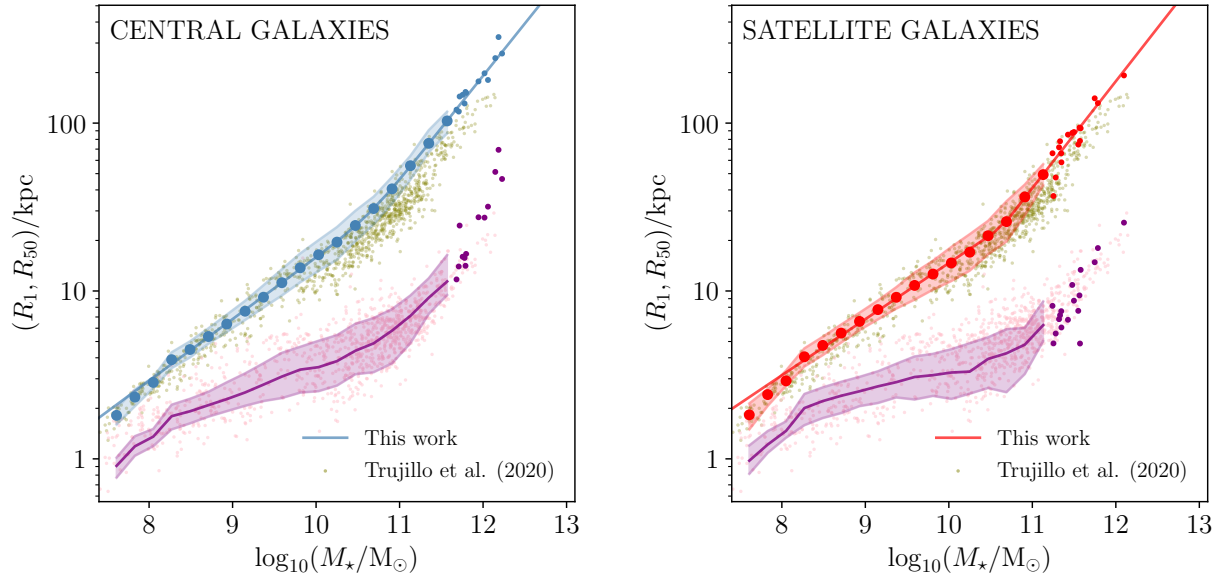 CENTRAL GALAXIES
(R₁, R₅₀)/kpc
100
10
1
This work
Trujillo et al. (2020)
8 9 10 11 12 13
log₁₀(M⋆/M⊙)
SATELLITE GALAXIES
(R₁, R₅₀)/kpc
100
10
1
This work
Trujillo et al. (2020)
8 9 10 11 12 13
log₁₀(M⋆/M⊙)